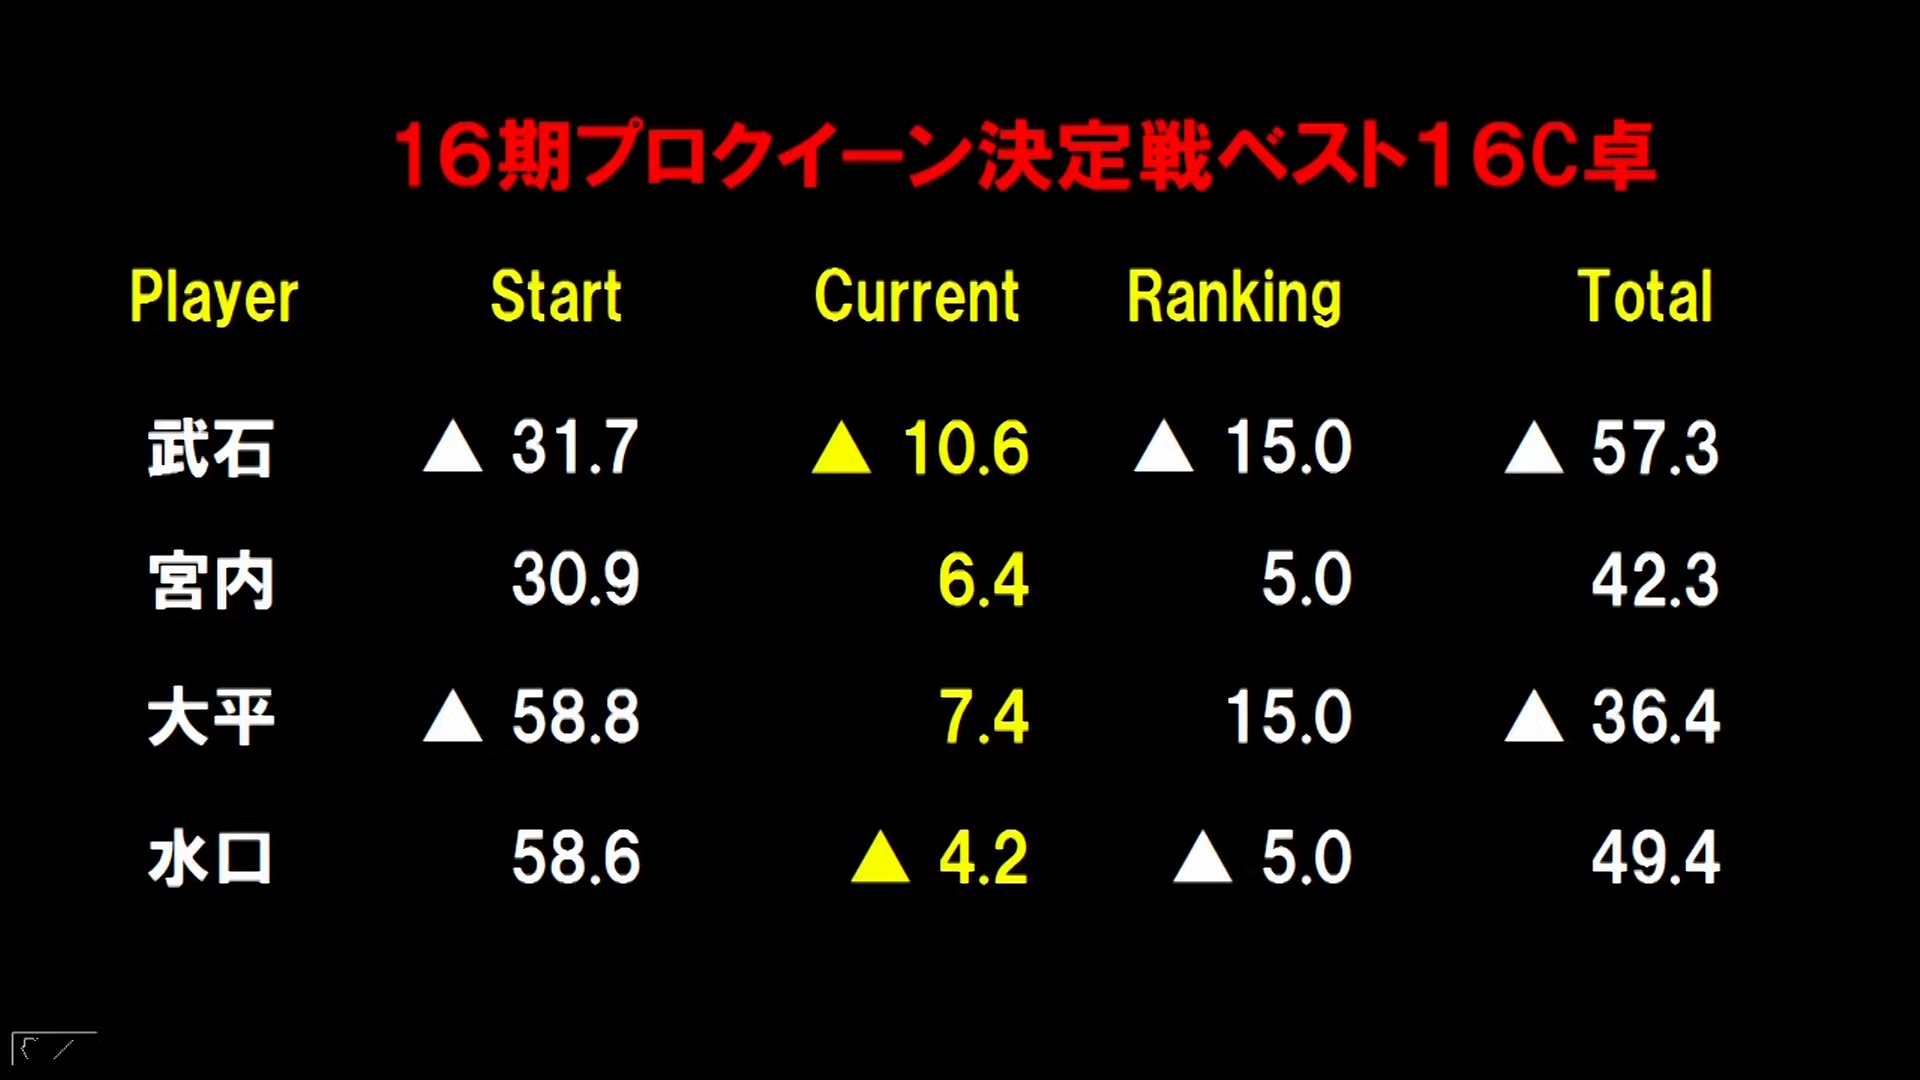 16期プロクイーン決定戦ベスト16C卓
Player Start Current Ranking Total
武石 ▲ 31.7 ▲ 10.6 ▲ 15.0 ▲ 57.3
宮内 30.9 6.4 5.0 42.3
大平 ▲ 58.8 7.4 15.0 ▲ 36.4
水口 58.6 ▲ 4.2 ▲ 5.0 49.4